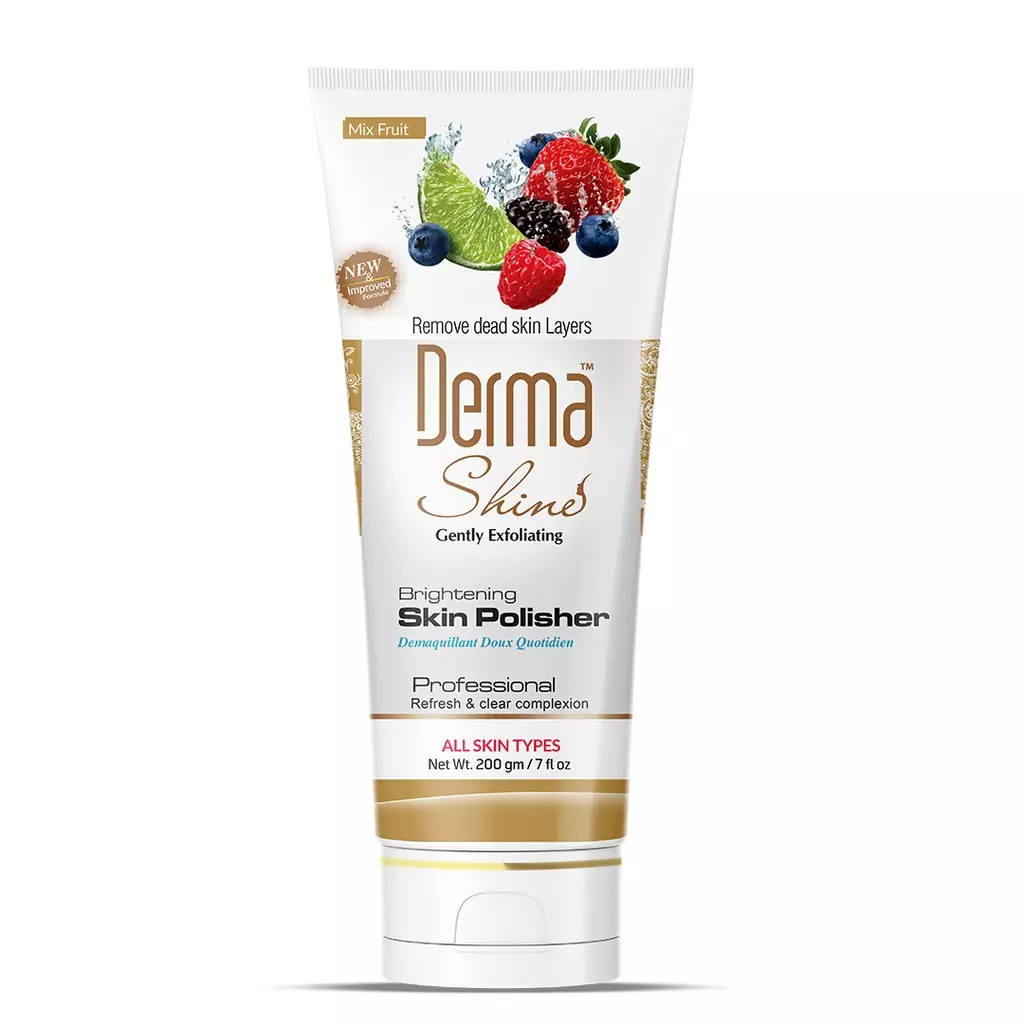 Mix Fruit
NEW
&
Improved
Formula
Remove dead skin Layers
Derma™
Shine
Gently Exfoliating
Brightening
Skin Polisher
Demaquillant Doux Quotidien
Professional
Refresh & clear complexion
ALL SKIN TYPES
Net Wt. 200 gm / 7 fl oz